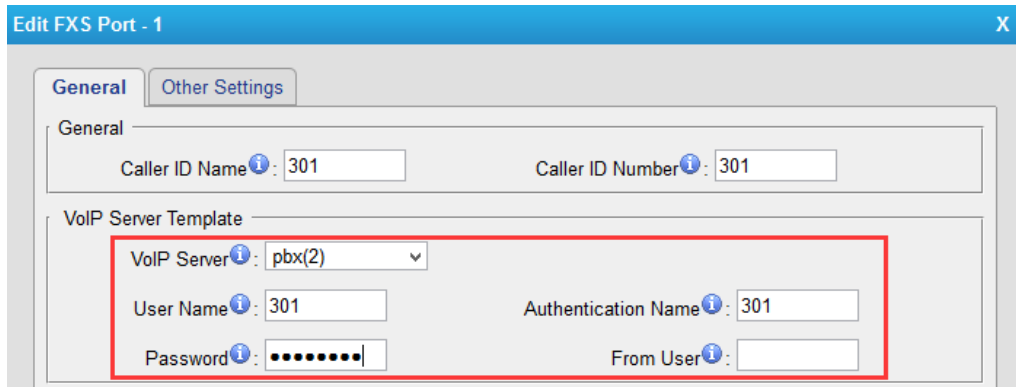 Edit FXS Port - 1 X
General Other Settings
General
Caller ID Name : 301 Caller ID Number : 301
VoIP Server Template
VoIP Server : pbx(2)
User Name : 301 Authentication Name : 301
Password : •••••••• From User :